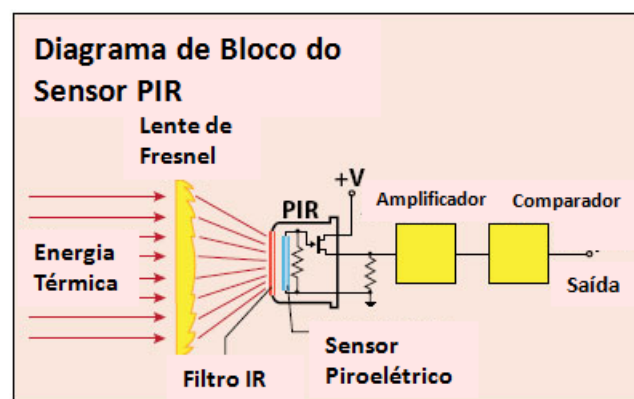 Diagrama de Bloco do
Sensor PIR
Lente de
Fresnel
+V
PIR
Amplificador
Comparador
Energia
Térmica
Saída
Sensor
Piroelétrico
Filtro IR